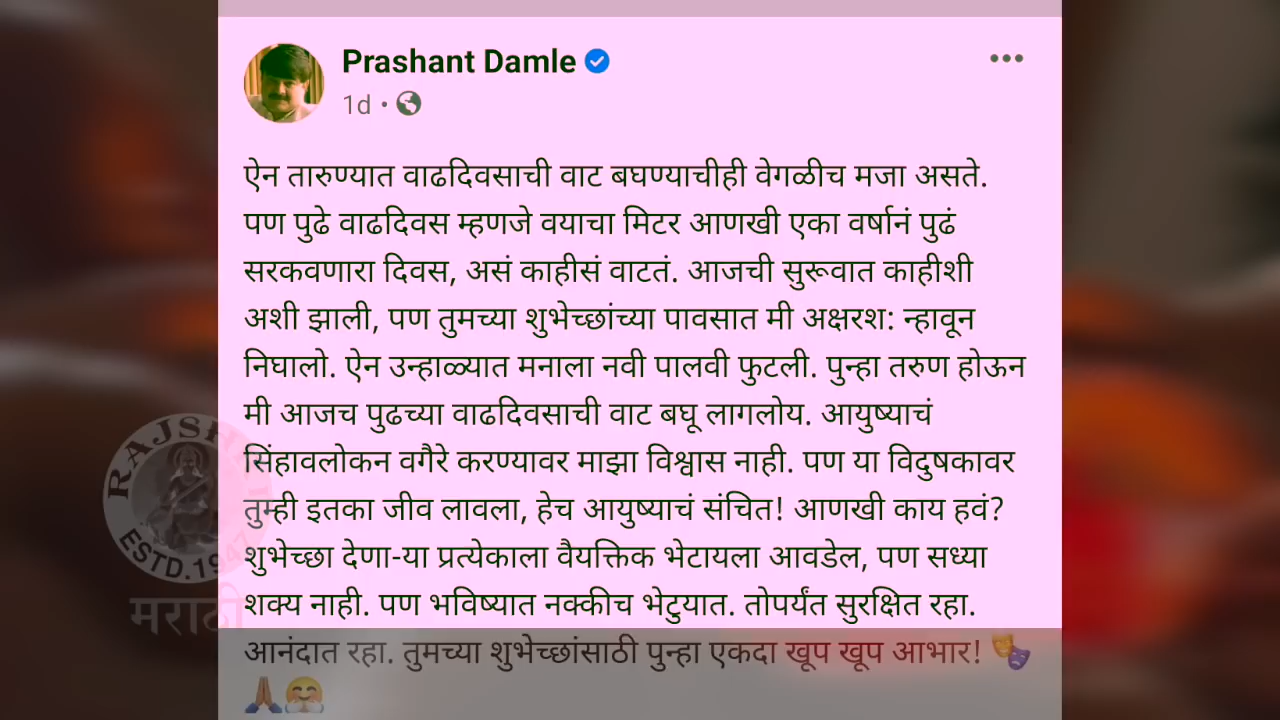 Prashant Damle
1d •
ऐन तारुण्यात वाढदिवसाची वाट बघण्याचीही वेगळीच मजा असते.
पण पुढे वाढदिवस म्हणजे वयाचा मिटर आणखी एका वर्षानं पुढं
सरकवणारा दिवस, असं काहीसं वाटतं. आजची सुरूवात काहीशी
अशी झाली, पण तुमच्या शुभेच्छांच्या पावसात मी अक्षरश: न्हावून
निघालो. ऐन उन्हाळ्यात मनाला नवी पालवी फुटली. पुन्हा तरुण होऊन
मी आजच पुढच्या वाढदिवसाची वाट बघू लागलोय. आयुष्याचं
सिंहावलोकन वगैरे करण्यावर माझा विश्वास नाही. पण या विदुषकावर
तुम्ही इतका जीव लावला, हेच आयुष्याचं संचित! आणखी काय हवं?
शुभेच्छा देणा-या प्रत्येकाला वैयक्तिक भेटायला आवडेल, पण सध्या
शक्य नाही. पण भविष्यात नक्कीच भेटुयात. तोपर्यंत सुरक्षित रहा.
आनंदात रहा. तुमच्या शुभेच्छांसाठी पुन्हा एकदा खूप खूप आभार! 🎭
🙏🤗
RAJSHRI
ESTD.1947
मराठी